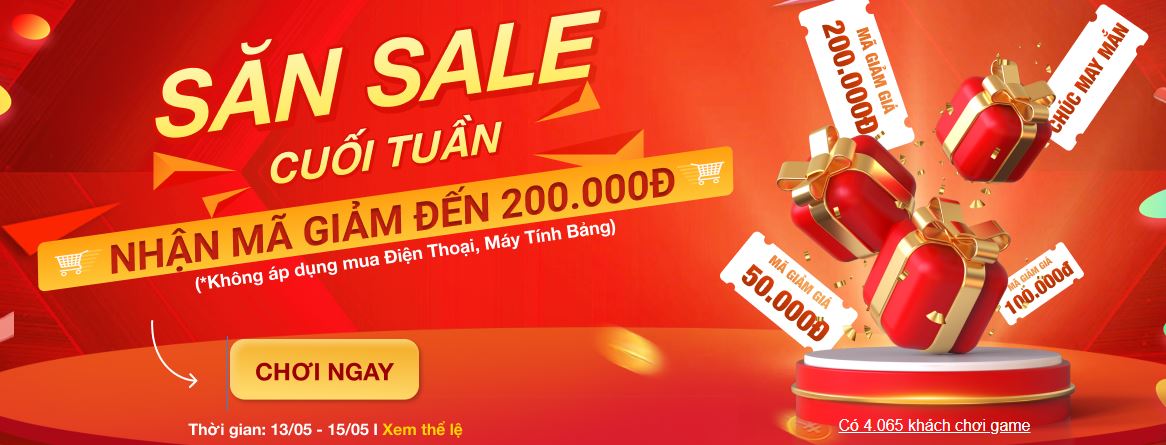 SĂN SALE
CUỐI TUẦN
NHẬN MÃ GIẢM ĐẾN 200.000Đ
(*Không áp dụng mua Điện Thoại, Máy Tính Bảng)
CHƠI NGAY
Thời gian: 13/05 - 15/05 I Xem thể lệ
MÃ GIẢM GIÁ
200.000Đ
CHÚC MAY MẮN
MÃ GIẢM GIÁ
50.000Đ
MÃ GIẢM GIÁ
100.000đ
Có 4.065 khách chơi game